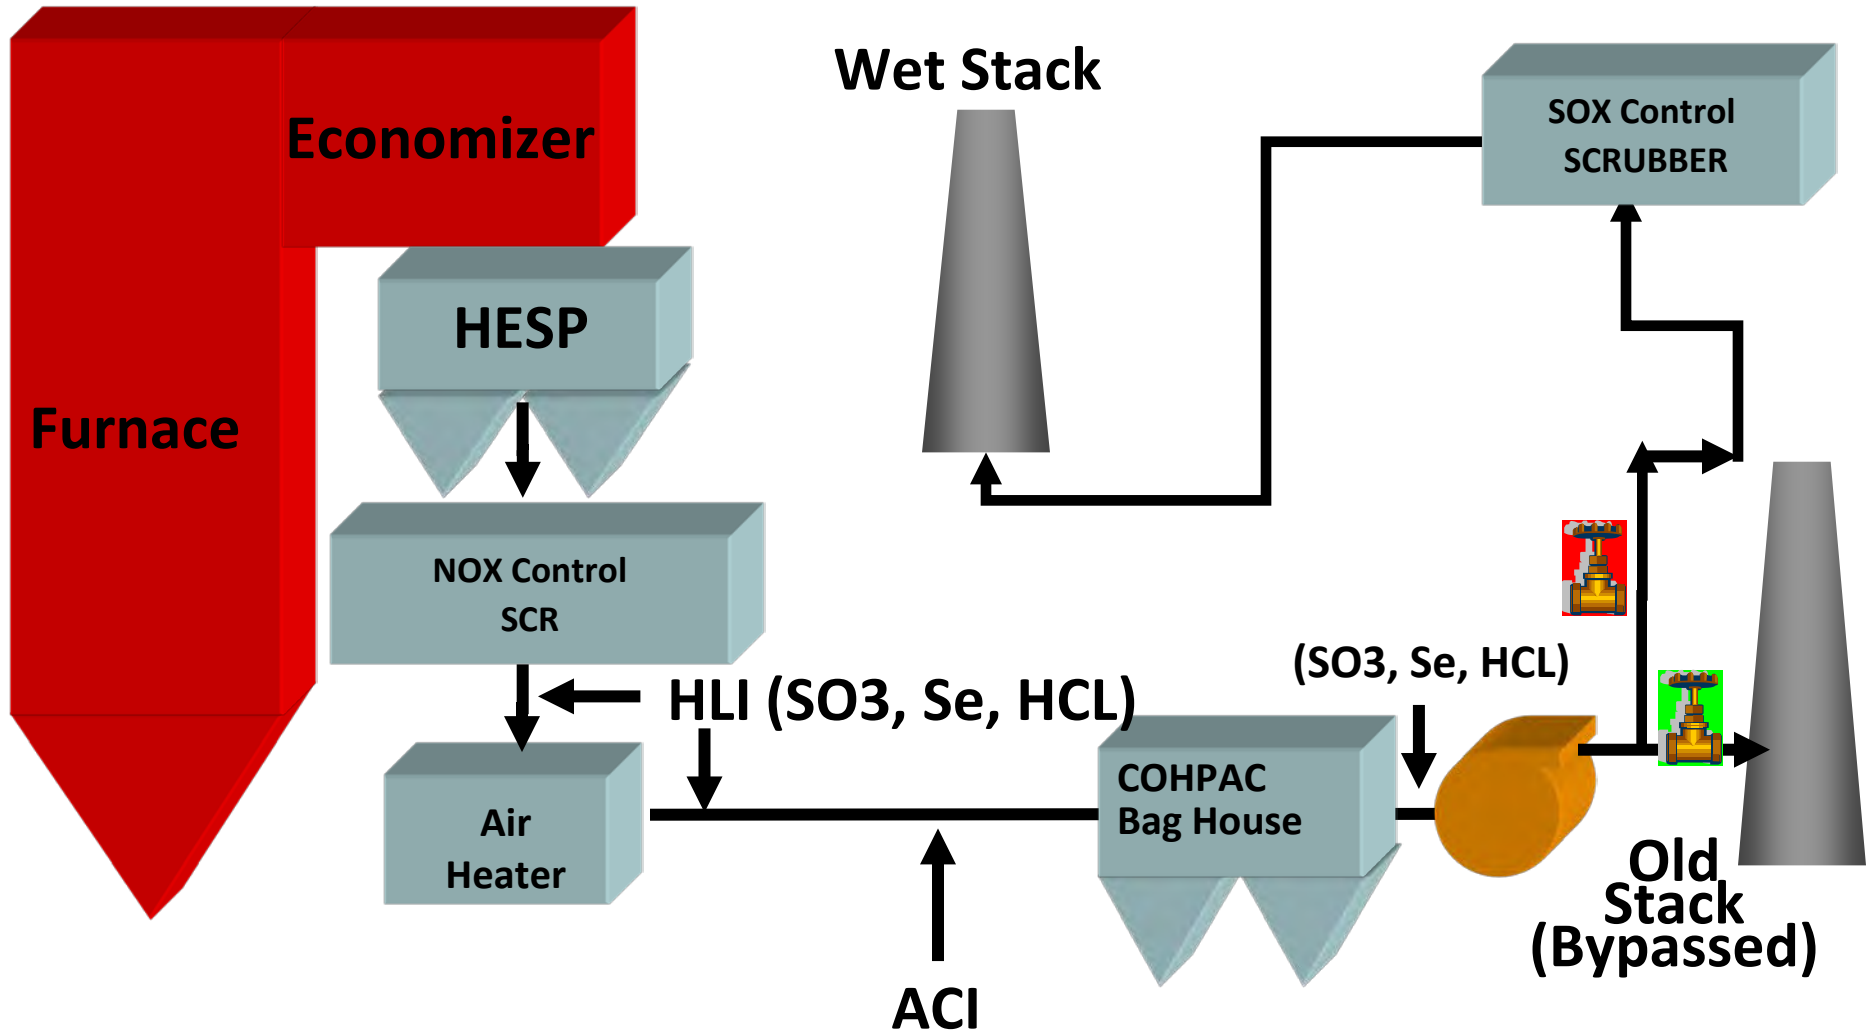 Wet Stack
SOX Control
SCRUBBER
Economizer
HESP
Furnace
NOX Control
SCR
HLI (SO3, Se, HCL)
(SO3, Se, HCL)
Air
Heater
COHPAC
Bag House
Old
Stack
(Bypassed)
ACI